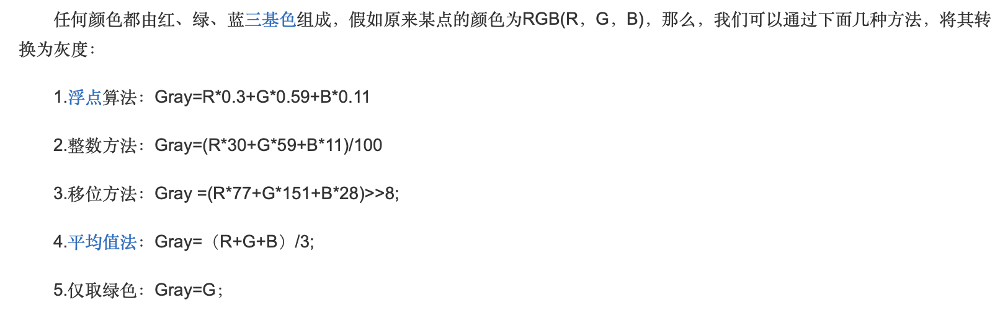 任何颜色都由红、绿、蓝三基色组成，假如原来某点的颜色为RGB(R，G，B)，那么，我们可以通过下面几种方法，将其转
换为灰度：
1.浮点算法：Gray=R*0.3+G*0.59+B*0.11
2.整数方法：Gray=(R*30+G*59+B*11)/100
3.移位方法：Gray =(R*77+G*151+B*28)>>8;
4.平均值法：Gray=（R+G+B）/3;
5.仅取绿色：Gray=G；